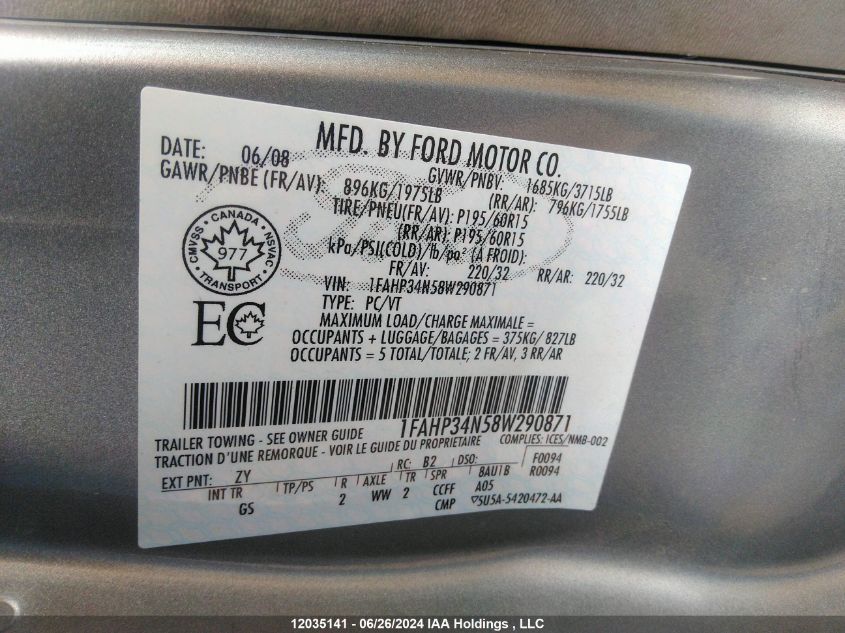 MFD. BY FORD MOTOR CO.
DATE: 06/08 GVWR/PNBV: 1685KG/3715LB
GAWR/PNBE (FR/AV): 896KG/1975LB (RR/AR): 796KG/1755LB
TIRE/PNEU(FR/AV): P195/60R15
(RR/AR): P195/60R15
kPa/PSI(COLD)/lb/po² (A FROID):
FR/AV: 220/32 RR/AR: 220/32
VIN: 1FAHP34N58W290871
TYPE: PC/VT
CANADA
CMVSS NSVAC
977
TRANSPORT
EC
MAXIMUM LOAD/CHARGE MAXIMALE =
OCCUPANTS + LUGGAGE/BAGAGES = 375KG/ 827LB
OCCUPANTS = 5 TOTAL/TOTALE; 2 FR/AV, 3 RR/AR
1FAHP34N58W290871
TRAILER TOWING - SEE OWNER GUIDE COMPLIES: ICES/NMB-002
TRACTION D'UNE REMORQUE - VOIR LE GUIDE DU PROPRIETAIRE
EXT PNT: ZY RC: B2 DSO: F0094
INT TR TP/PS R AXLE TR SPR 8AU1B R0094
GS 2 WW 2 CCFF A05
CMP 5U5A-5420472-AA
12035141 - 06/26/2024 IAA Holdings , LLC